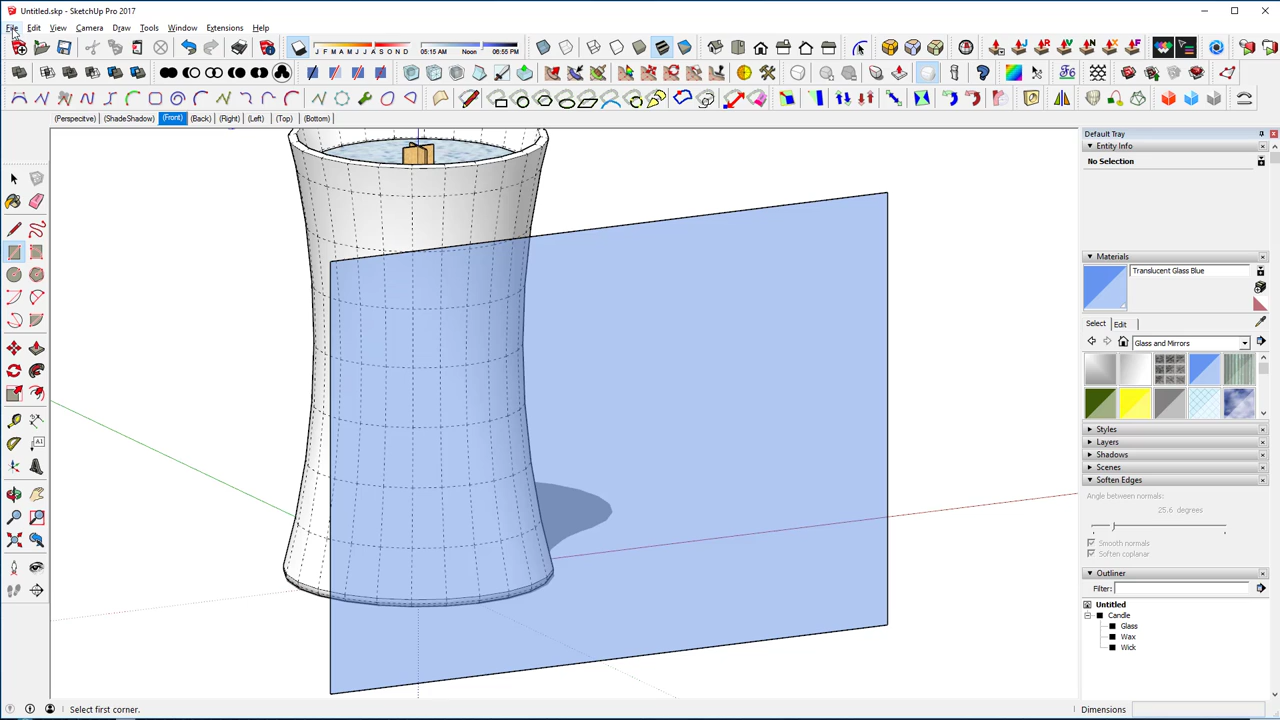 Untitled.skp - SketchUp Pro 2017
File Edit View Camera Draw Tools Window Extensions Help
J F M A M J J A S O N D
05:15 AM Noon 06:55 PM
(Perspecitve) (ShadeShadow) (Front) (Back) (Right) (Left) (Top) (Bottom)
Default Tray
Entity Info
No Selection
Materials
Translucent Glass Blue
Select Edit
Glass and Mirrors
Styles
Layers
Shadows
Scenes
Soften Edges
Angle between normals:
25.6 degrees
Smooth normals
Soften coplanar
Outliner
Filter:
Untitled
Candle
Glass
Wax
Wick
Select first corner.
Dimensions